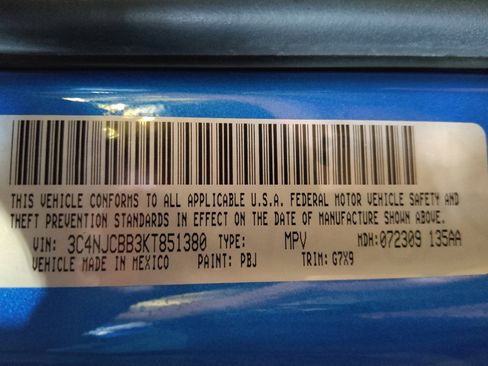 THIS VEHICLE CONFORMS TO ALL APPLICABLE U.S.A. FEDERAL MOTOR VEHICLE SAFETY AND
THEFT PREVENTION STANDARDS IN EFFECT ON THE DATE OF MANUFACTURE SHOWN ABOVE.
VIN: 3C4NJCBB3KT851380 TYPE: MPV MDH: 072309 135AA
VEHICLE MADE IN MEXICO PAINT: PBJ TRIM: G7X9